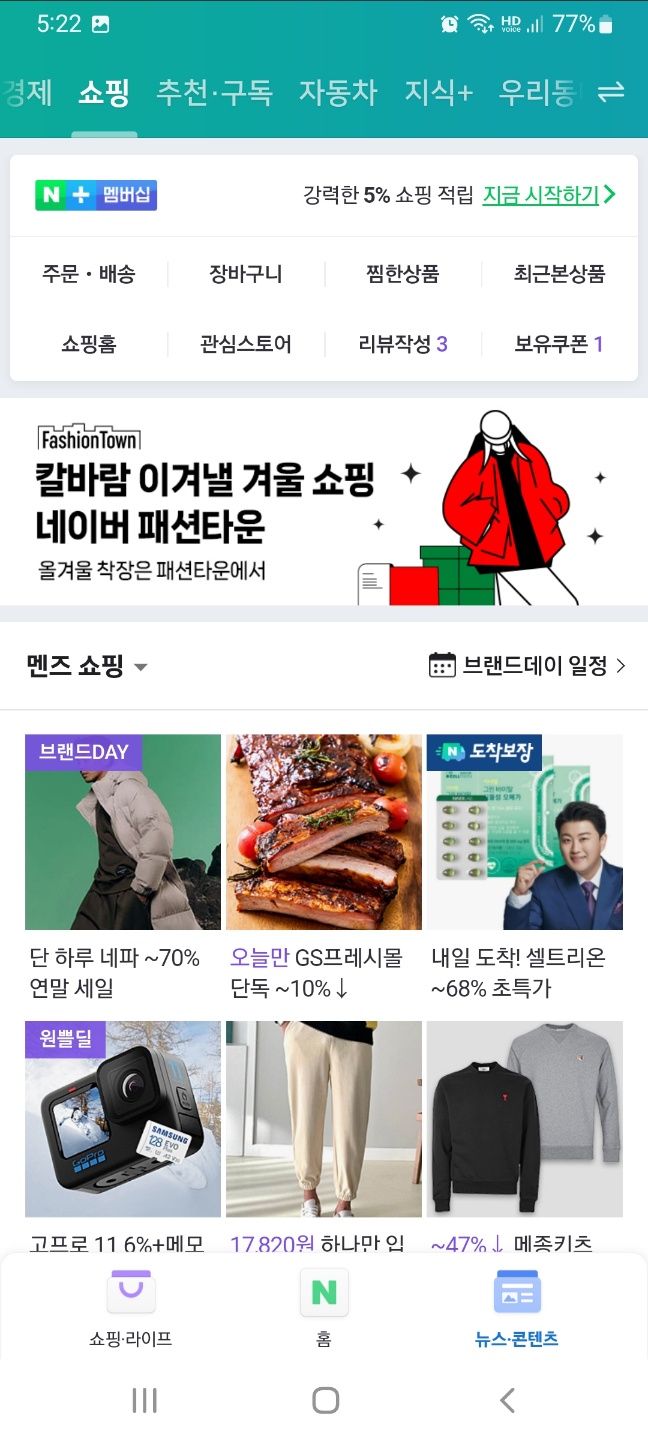 5:22 HD voice 77%
경제 쇼핑 추천·구독 자동차 지식+ 우리동
N + 멤버십 강력한 5% 쇼핑 적립 지금 시작하기
주문·배송 장바구니 찜한상품 최근본상품
쇼핑홈 관심스토어 리뷰작성 3 보유쿠폰 1
FashionTown
칼바람 이겨낼 겨울 쇼핑
네이버 패션타운
올겨울 착장은 패션타운에서
멘즈 쇼핑 브랜드데이 일정
브랜드DAY
N 도착보장
단 하루 네파 ~70%
연말 세일
오늘만 GS프레시몰
단독 ~10%↓
내일 도착! 셀트리온
~68% 초특가
원쁠딜
GoPro
SAMSUNG
128 EVO
고프로 11 6%+메모
17,820원 하나만 입
~47%↓ 메종키츠
쇼핑·라이프 N 홈 뉴스·콘텐츠